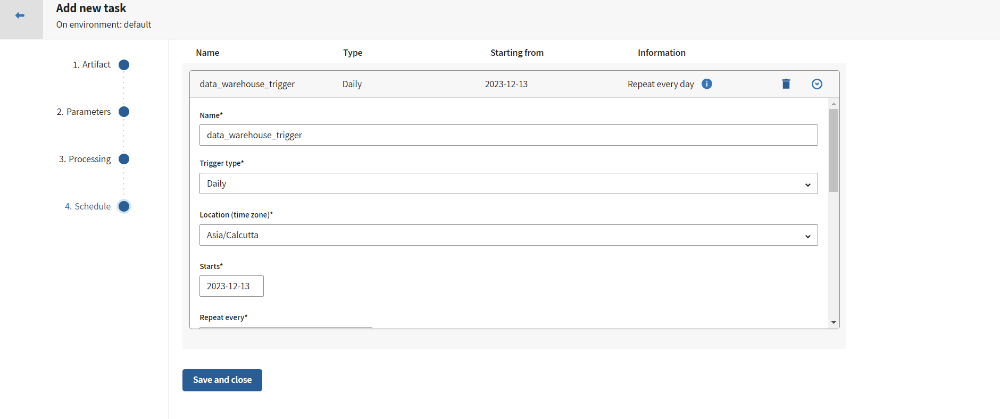 Add new task
On environment: default
1. Artifact
2. Parameters
3. Processing
4. Schedule
Name Type Starting from Information
data_warehouse_trigger Daily 2023-12-13 Repeat every day i
Name*
data_warehouse_trigger
Trigger type*
Daily
Location (time zone)*
Asia/Calcutta
Starts*
2023-12-13
Repeat every*
Save and close